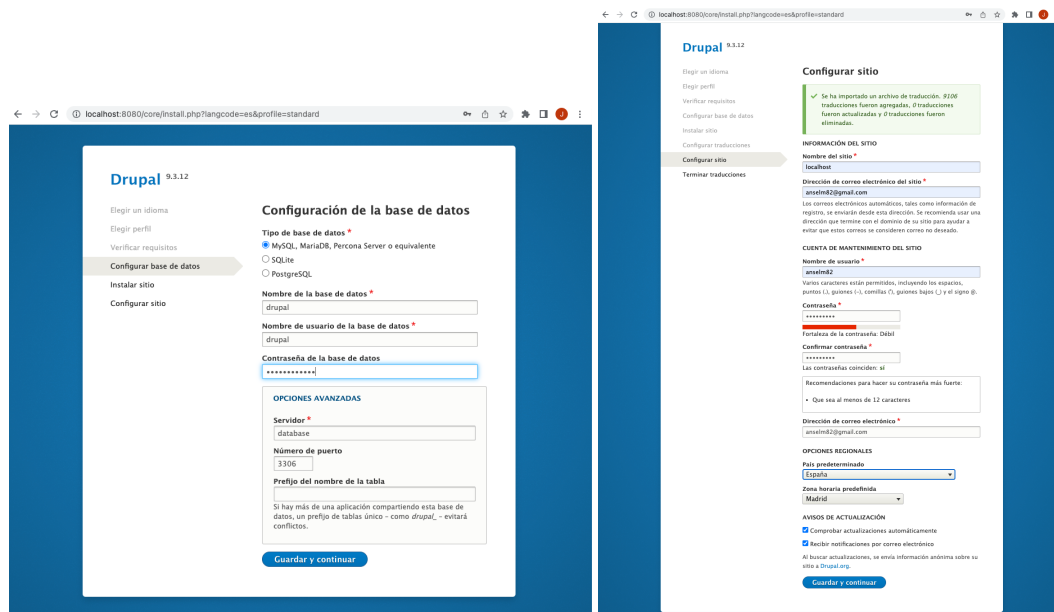 localhost:8080/core/install.php?langcode=es&profile=standard
J
Drupal 9.3.12
Elegir un idioma
Elegir perfil
Verificar requisitos
Configurar base de datos
Instalar sitio
Configurar sitio
Configuración de la base de datos
Tipo de base de datos *
MySQL, MariaDB, Percona Server o equivalente
SQLite
PostgreSQL
Nombre de la base de datos *
drupal
Nombre de usuario de la base de datos *
drupal
Contraseña de la base de datos
••••••••••••
OPCIONES AVANZADAS
Servidor *
database
Número de puerto
3306
Prefijo del nombre de la tabla
Si hay más de una aplicación compartiendo esta base de
datos, un prefijo de tablas único – como drupal_ – evitará
conflictos.
Guardar y continuar
localhost:8080/core/install.php?langcode=es&profile=standard
J
Drupal 9.3.12
Elegir un idioma
Elegir perfil
Verificar requisitos
Configurar base de datos
Instalar sitio
Configurar traducciones
Configurar sitio
Terminar traducciones
Configurar sitio
Se ha importado un archivo de traducción. 9106
traducciones fueron agregadas, 0 traducciones
fueron actualizadas y 0 traducciones fueron
eliminadas.
INFORMACIÓN DEL SITIO
Nombre del sitio *
localhost
Dirección de correo electrónico del sitio *
anselm82@gmail.com
Los correos electrónicos automáticos, tales como información de
registro, se enviarán desde esta dirección. Se recomienda usar una
dirección que termine con el dominio de su sitio para ayudar a
evitar que estos correos se consideren correo no deseado.
CUENTA DE MANTENIMIENTO DEL SITIO
Nombre de usuario *
anselm82
Varios caracteres están permitidos, incluyendo los espacios,
puntos (.), guiones (-), comillas ('), guiones bajos (_) y el signo @.
Contraseña *
•••••••••
Fortaleza de la contraseña: Débil
Confirmar contraseña *
•••••••••
Las contraseñas coinciden: sí
Recomendaciones para hacer su contraseña más fuerte:
• Que sea al menos de 12 caracteres
Dirección de correo electrónico *
anselm82@gmail.com
OPCIONES REGIONALES
País predeterminado
España
Zona horaria predefinida
Madrid
AVISOS DE ACTUALIZACIÓN
Comprobar actualizaciones automáticamente
Recibir notificaciones por correo electrónico
Al buscar actualizaciones, se envía información anónima sobre su
sitio a Drupal.org.
Guardar y continuar